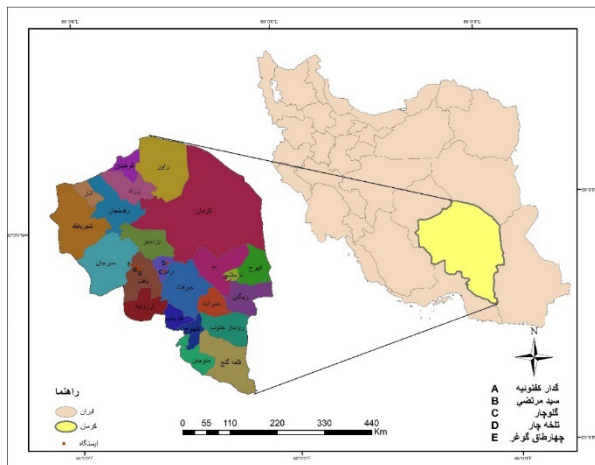 راور
کوهبنان
زرند
انار
رفسنجان
کرمان
شهربابک
بردسیر
سیرجان
بم
فهرج
رابر
بافت
جیرفت
ریگان
عنبرآباد
ارزوئیه
رودبار جنوب
قلعه گنج
منوجان
N
راهنما
ایران
کرمان
ایستگاه
0 55 110 220 330 440
Km
A گدار کفنوئیه
B سید مرتضی
C گلوچار
D تلخه چار
E چهارطاق گوغر